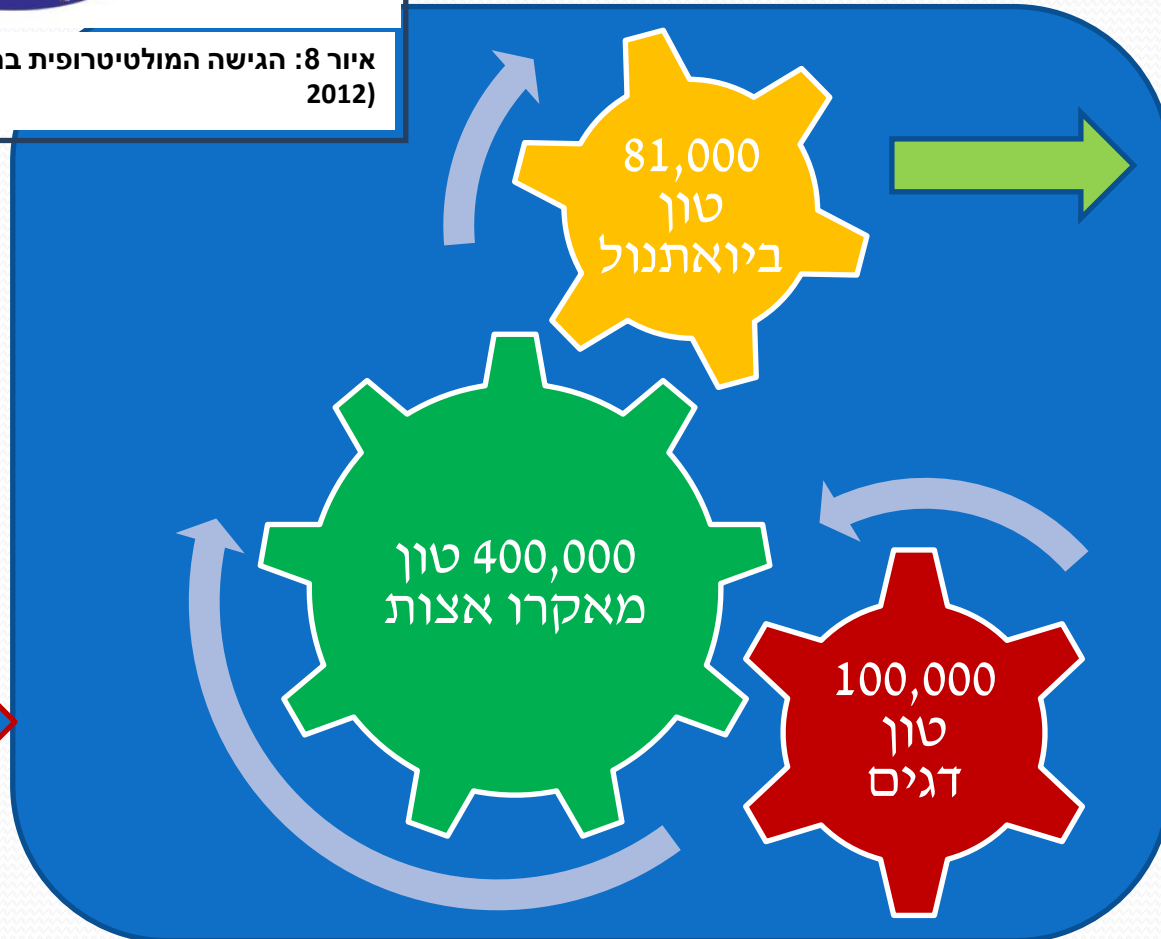 איור 8: הגישה המולטיטרופית
2012)
81,000
טון
ביואתנול
400,000 טון
מאקרו אצות
100,000
טון
דגים